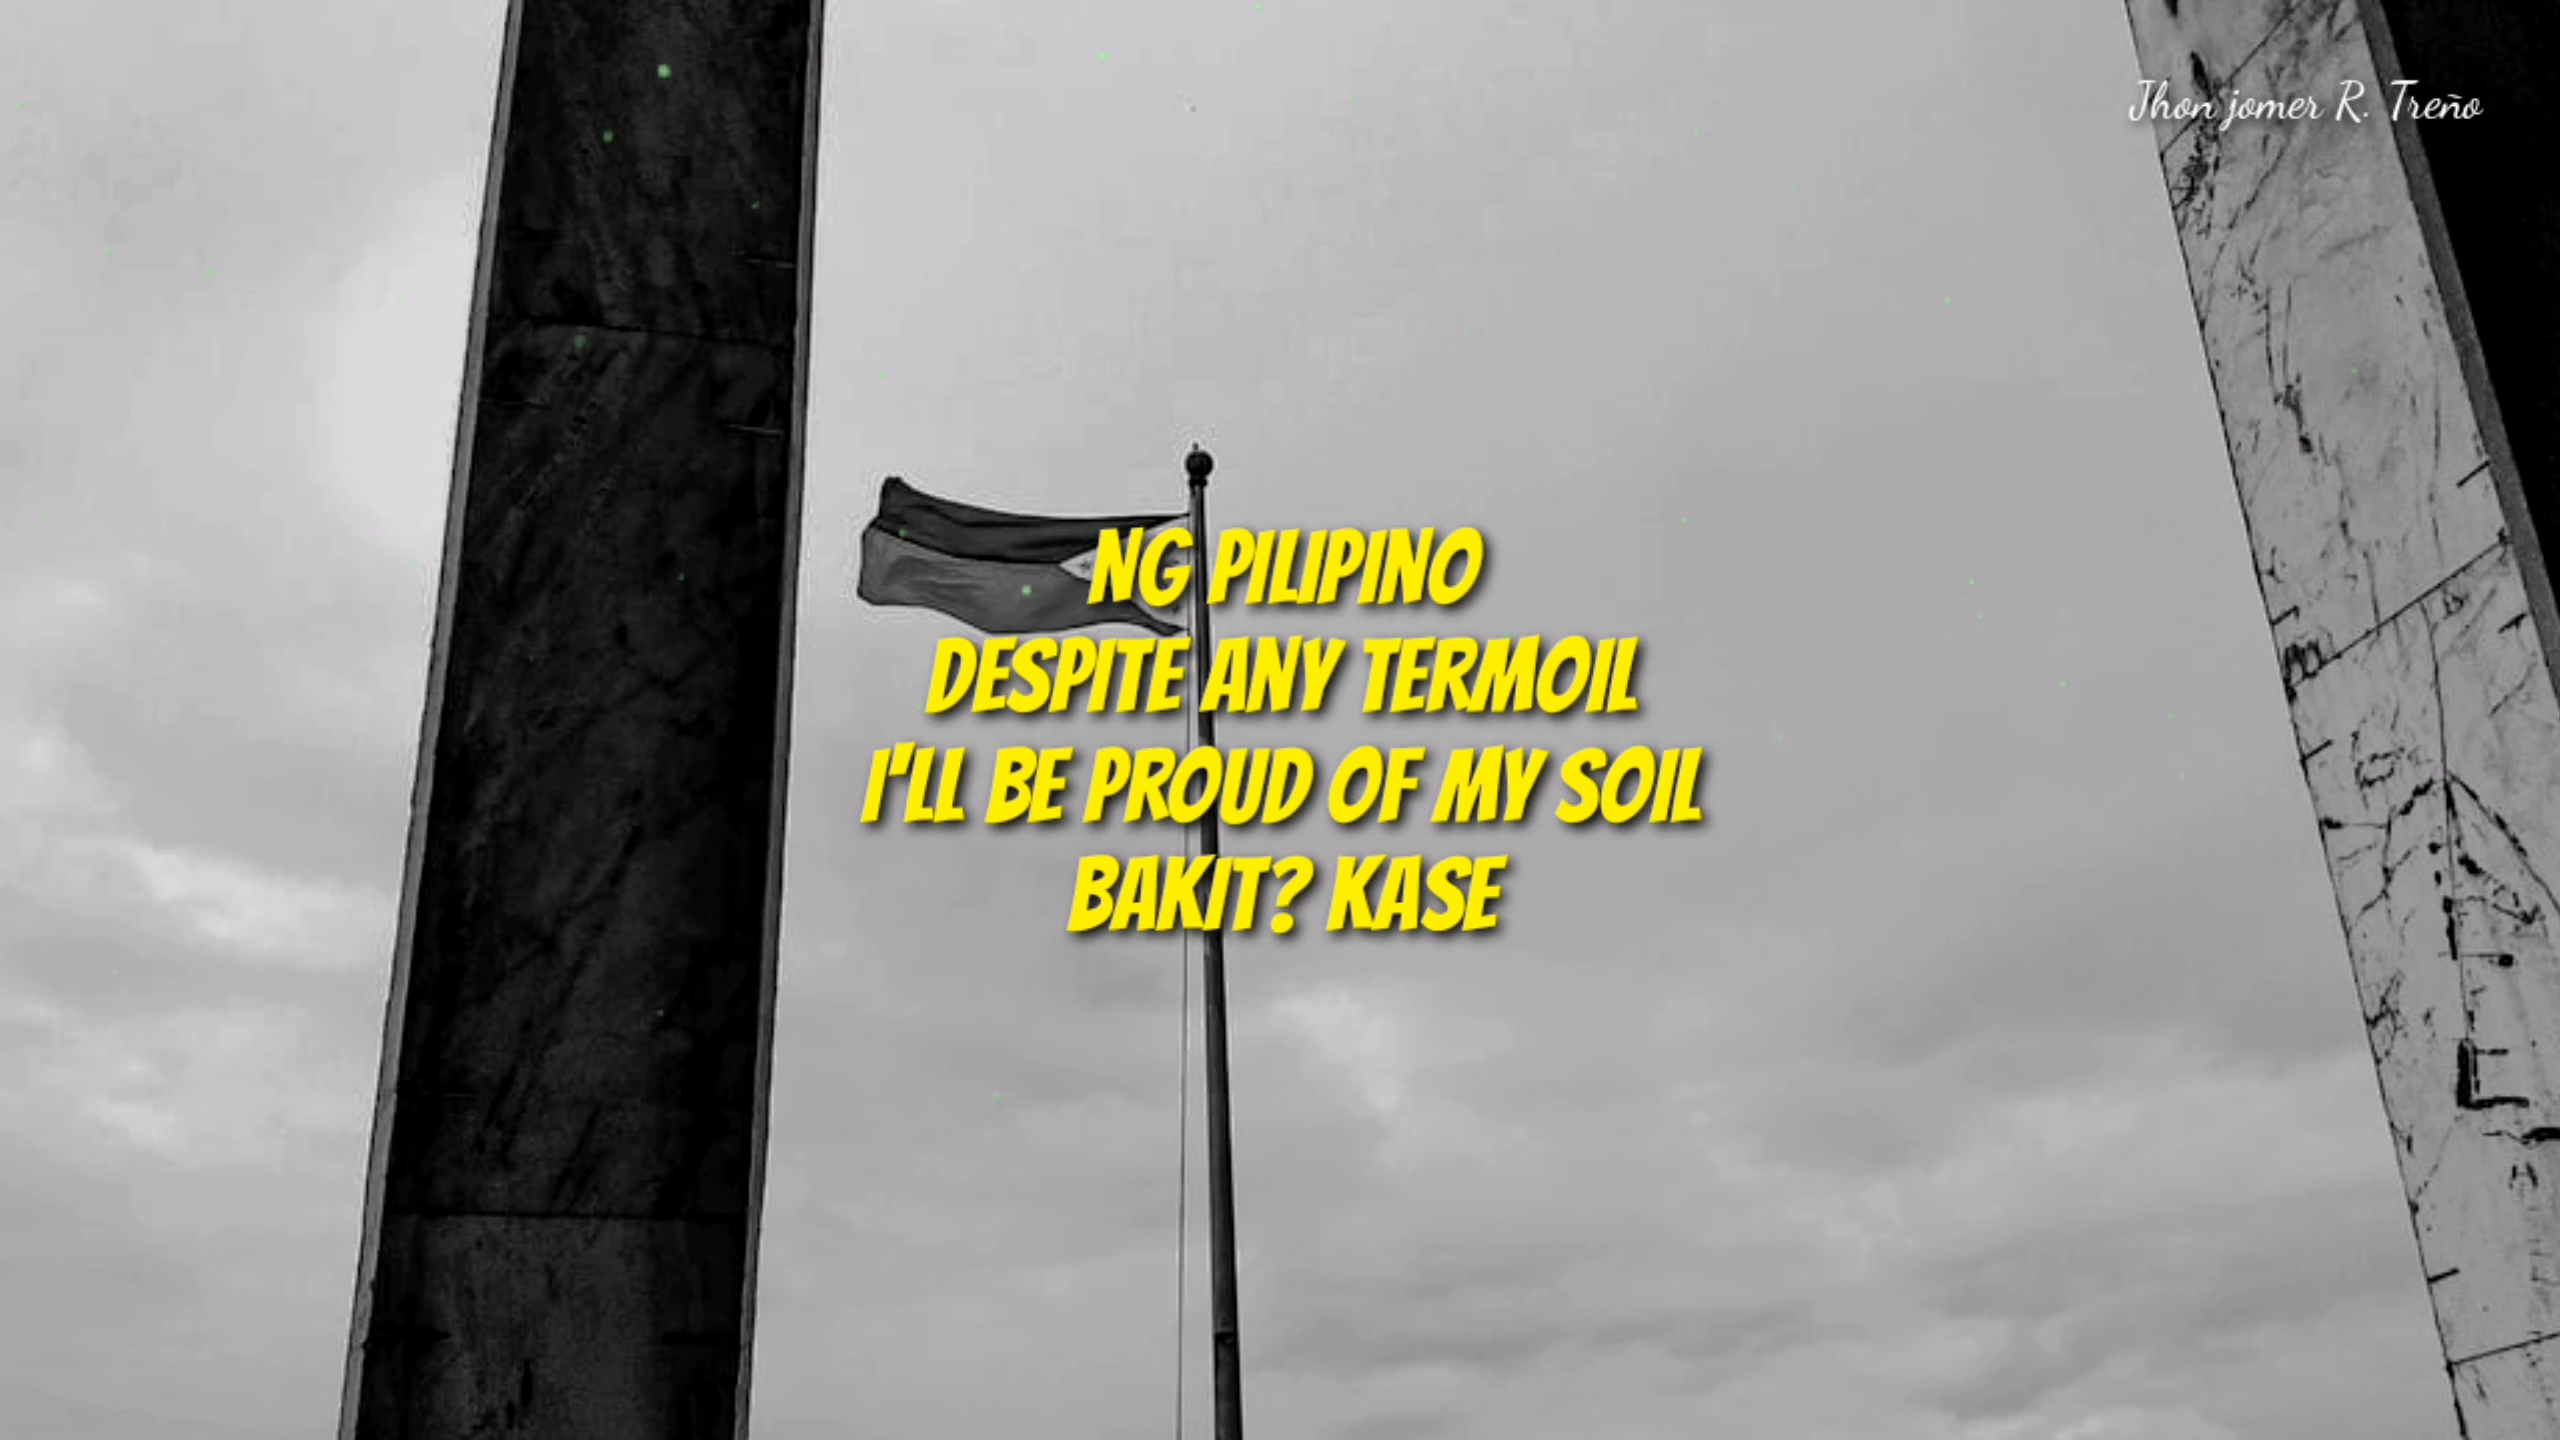 Jhon jomer R. Treño
NG PILIPINO
DESPITE ANY TERMOIL
I'LL BE PROUD OF MY SOIL
BAKIT? KASE